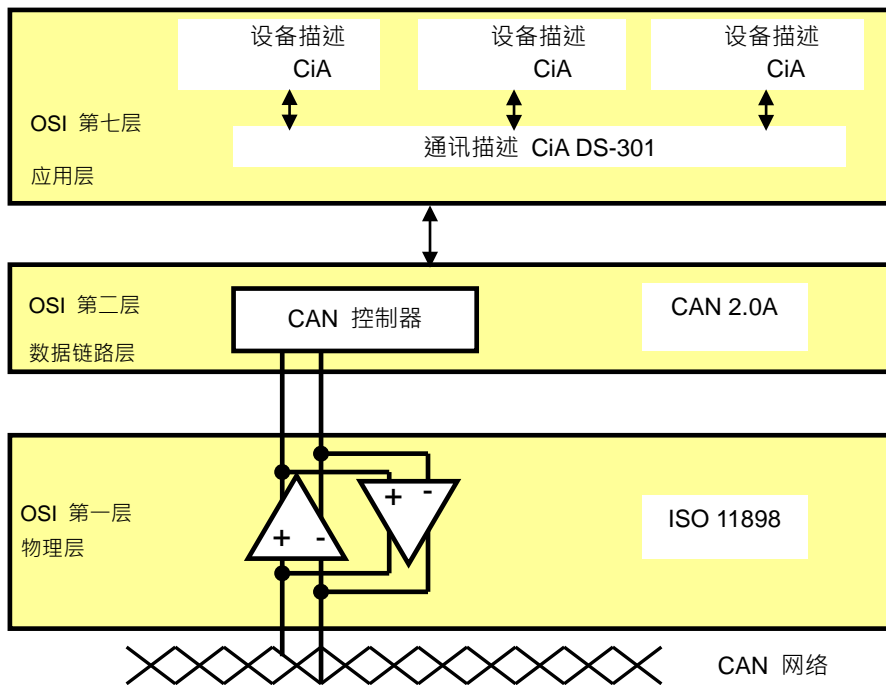 设备描述
CiA
设备描述
CiA
设备描述
CiA
OSI 第七层
应用层
通讯描述 CiA DS-301
OSI 第二层
数据链路层
CAN 控制器
CAN 2.0A
OSI 第一层
物理层
+ -
+ -
ISO 11898
CAN 网络